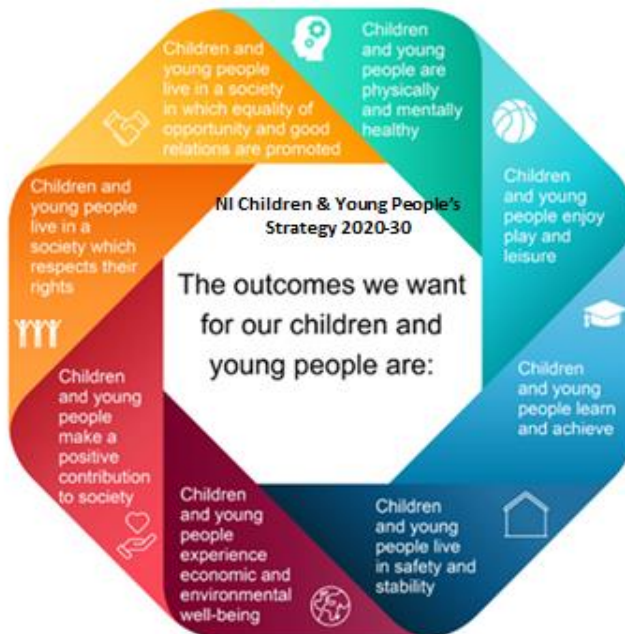 NI Children & Young People's
Strategy 2020-30
The outcomes we want
for our children and
young people are:
Children
and young
people are
physically
and mentally
healthy
Children
and young
people enjoy
play and
leisure
Children
and young
people learn
and achieve
Children
and young
people live
in safety and
stability
Children
and young
people
experience
economic and
environmental
well-being
Children
and young
people
make a
positive
contribution
to society
Children and
young people
live in a
society which
respects their
rights
Children and
young people
live in a society
in which equality of
opportunity and good
relations are promoted